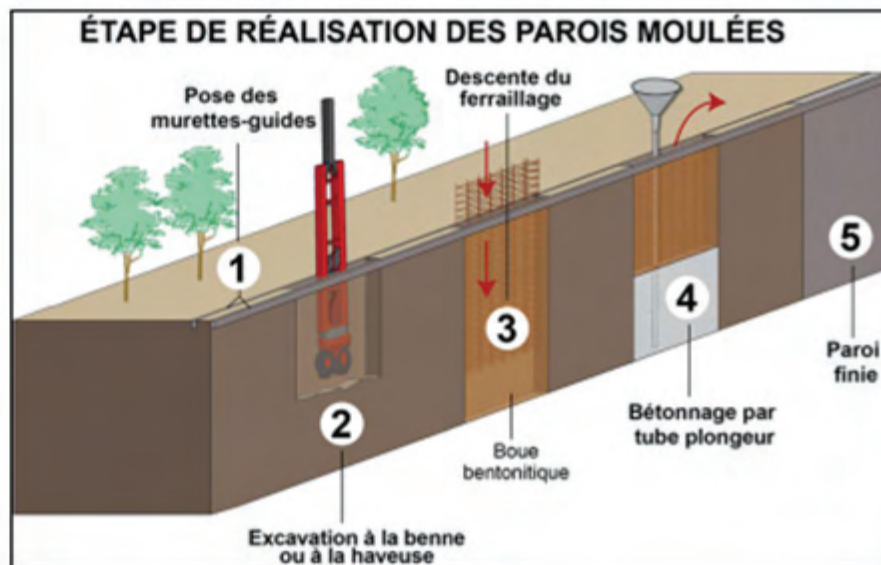 ÉTAPE DE RÉALISATION DES PAROIS MOULÉES
Pose des
murettes-guides
1
2
Excavation à la benne
ou à la haveuse
Descente du
ferraillage
3
Boue
bentonitique
4
Bétonnage par
tube plongeur
5
Paroi
finie